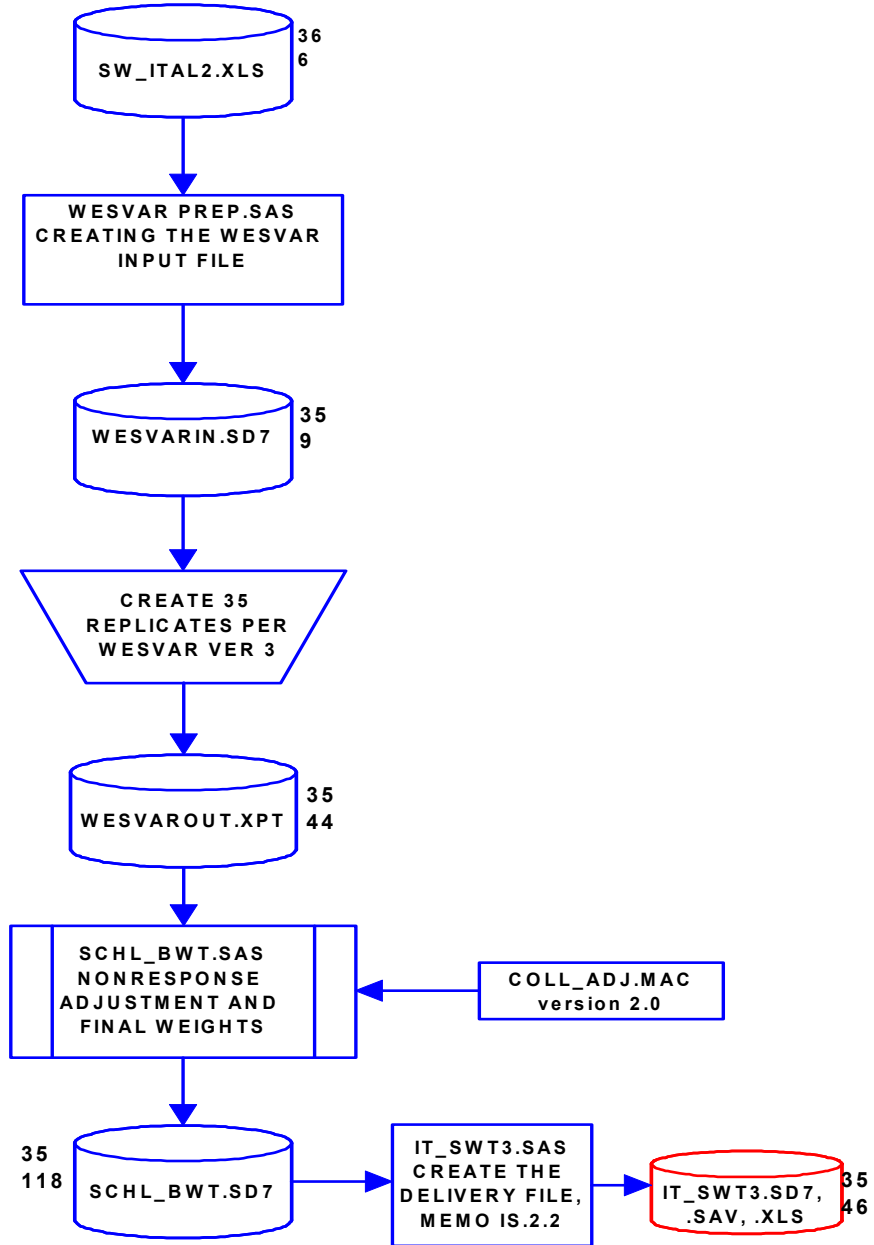 SW_ITAL2.XLS
36
6
WESVAR PREP.SAS
CREATING THE WESVAR
INPUT FILE
WESVARIN.SD7
35
9
CREATE 35
REPLICATES PER
WESVAR VER 3
WESVAROUT.XPT
35
44
SCHL_BWT.SAS
NONRESPONSE
ADJUSTMENT AND
FINAL WEIGHTS
COLL_ADJ.MAC
version 2.0
35
118
SCHL_BWT.SD7
IT_SWT3.SAS
CREATE THE
DELIVERY FILE,
MEMO IS.2.2
IT_SWT3.SD7,
.SAV, .XLS
35
46